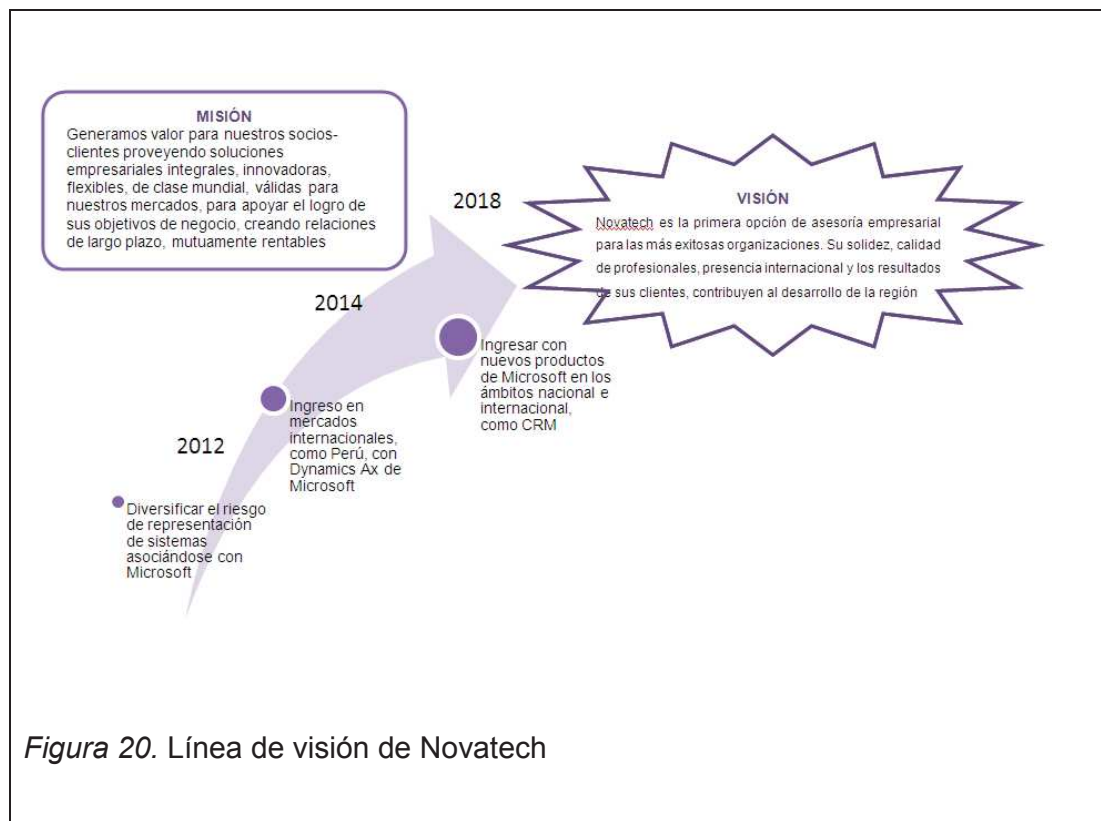 MISIÓN
Generamos valor para nuestros socios-
clientes proveyendo soluciones
empresariales integrales, innovadoras,
flexibles, de clase mundial, válidas para
nuestros mercados, para apoyar el logro de
sus objetivos de negocio, creando relaciones
de largo plazo, mutuamente rentables
2018
VISIÓN
Novatech es la primera opción de asesoría empresarial
para las más exitosas organizaciones. Su solidez, calidad
de profesionales, presencia internacional y los resultados
de sus clientes, contribuyen al desarrollo de la región
2014
Ingresar con
nuevos productos
de Microsoft en los
ámbitos nacional e
internacional,
como CRM
Ingreso en
mercados
internacionales,
como Perú, con
Dynamics Ax de
Microsoft
2012
Diversificar el riesgo
de representación
de sistemas
asociándose con
Microsoft
Figura 20. Línea de visión de Novatech